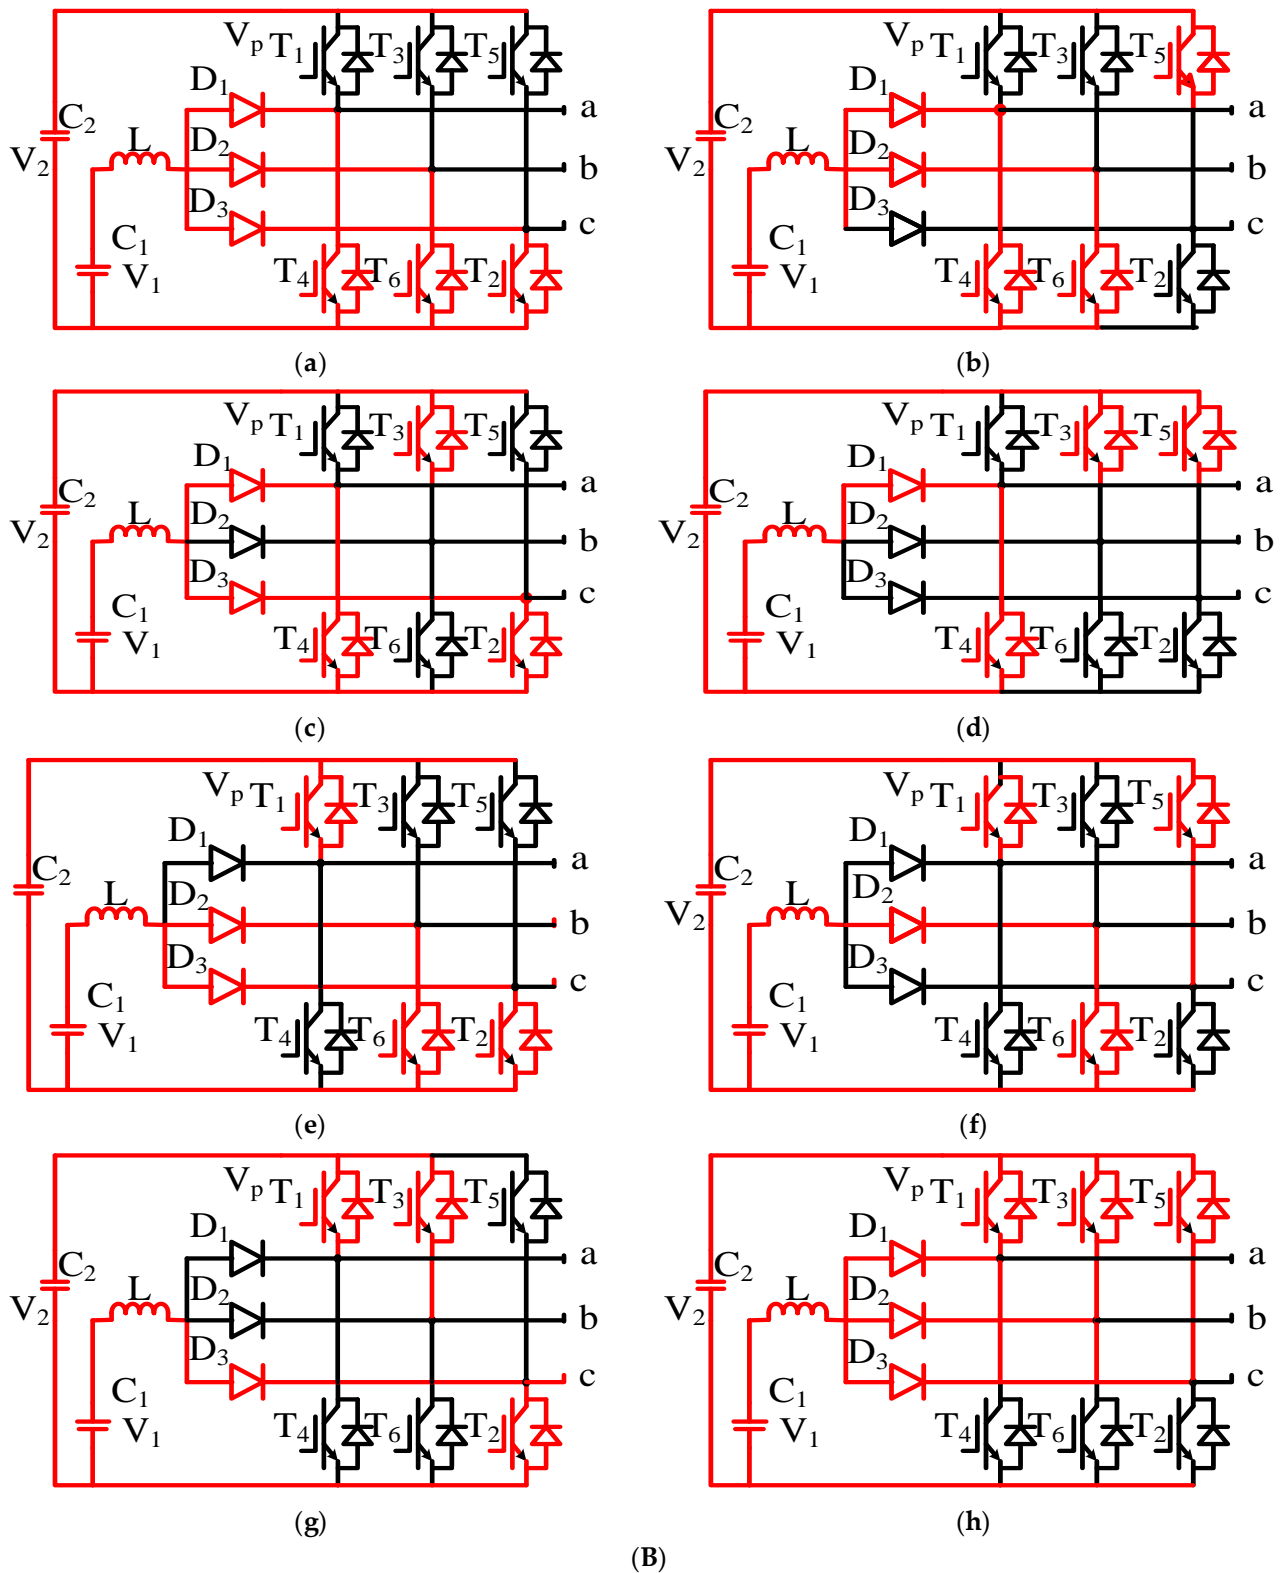 Vp T1 T3 T5
D1 a
C2 L D2
V2 b
D3 c
C1
V1 T4 T6 T2
(a)
Vp T1 T3 T5
D1 a
C2 L D2
V2 b
D3 c
C1
V1 T4 T6 T2
(b)
Vp T1 T3 T5
D1 a
C2 L D2
V2 b
D3 c
C1
V1 T4 T6 T2
(c)
Vp T1 T3 T5
D1 a
C2 L D2
V2 b
D3 c
C1
V1 T4 T6 T2
(d)
Vp T1 T3 T5
D1 a
C2 L D2
b
D3 c
C1
V1 T4 T6 T2
(e)
Vp T1 T3 T5
D1 a
C2 L D2
V2 b
D3 c
C1
V1 T4 T6 T2
(f)
Vp T1 T3 T5
D1 a
C2 L D2
V2 b
D3 c
C1
V1 T4 T6 T2
(g)
Vp T1 T3 T5
D1 a
C2 L D2
V2 b
D3 c
C1
V1 T4 T6 T2
(h)
(B)